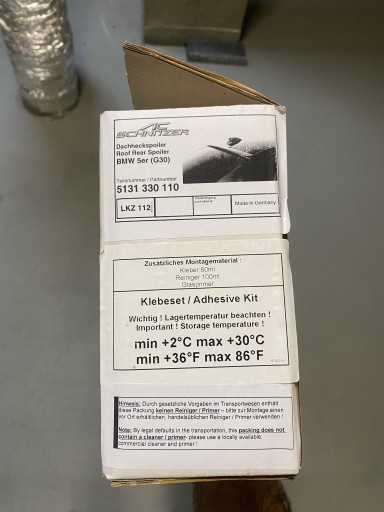 AC
SCHNITZER
Dachheckspoiler
Roof Rear Spoiler
BMW 5er (G30)
Teilenummer / Partnumber
5131 330 110
LKZ 112
Made in Germany
Zusätzliches Montagematerial :
Kleber 80ml
Reiniger 100ml
Glasprimer
Klebeset / Adhesive Kit
Wichtig ! Lagertemperatur beachten !
Important ! Storage temperature !
min +2°C max +30°C
min +36°F max 86°F
Hinweis: Durch gesetzliche Vorgaben im Transportwesen enthält
diese Packung keinen Reiniger / Primer – bitte zur Montage einen
vor Ort erhältlichen, handelsüblichen Reiniger / Primer verwenden !
Note: By legal defaults in the transportation, this packing does not
contain a cleaner / primer- please use a locally available,
commercial cleaner and primer !